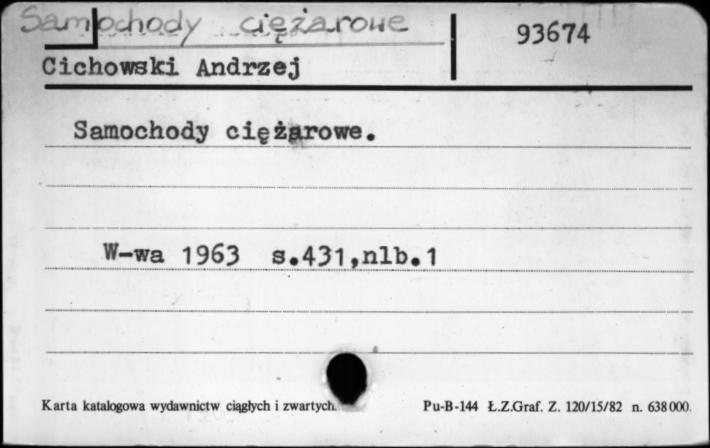 Samochody ciężarowe
93674
Cichowski Andrzej
Samochody ciężarowe.
W-wa 1963 s.431,nlb.1
Karta katalogowa wydawnictw ciągłych i zwartych. Pu-B-144 Ł.Z.Graf. Z. 120/15/82 n. 638000.